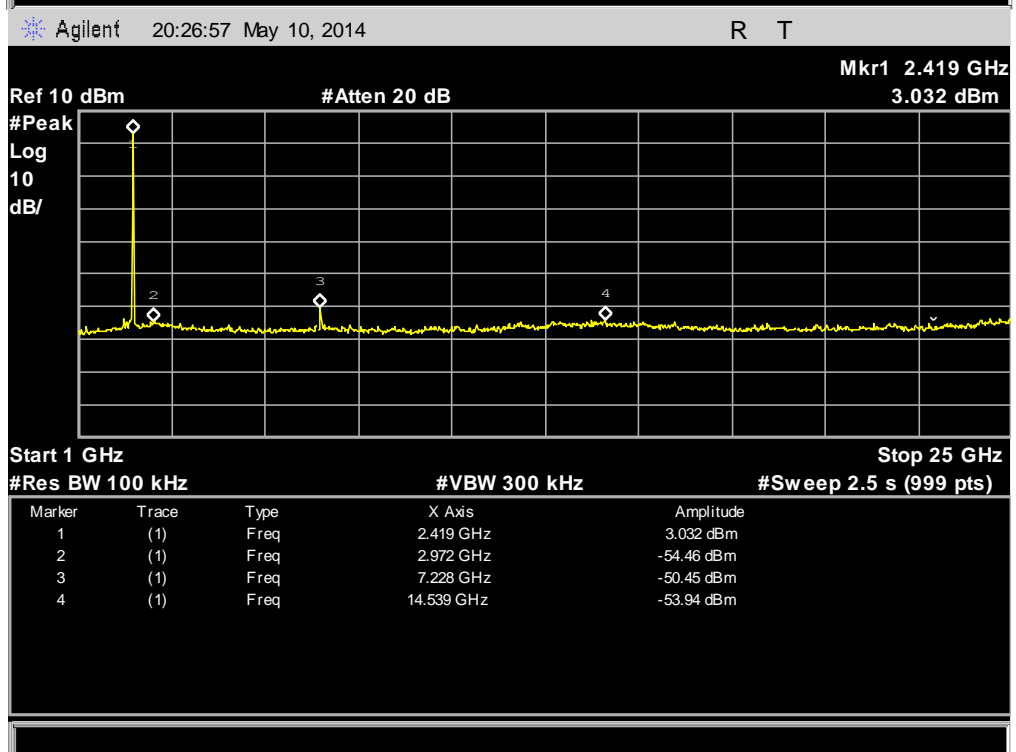 Agilent 20:26:57 May 10, 2014 R T
Mkr1 2.419 GHz
Ref 10 dBm #Atten 20 dB 3.032 dBm
#Peak
Log
10
dB/
1
2
3
4
Start 1 GHz Stop 25 GHz
#Res BW 100 kHz #VBW 300 kHz #Sweep 2.5 s (999 pts)
Marker Trace Type X Axis Amplitude
1 (1) Freq 2.419 GHz 3.032 dBm
2 (1) Freq 2.972 GHz -54.46 dBm
3 (1) Freq 7.228 GHz -50.45 dBm
4 (1) Freq 14.539 GHz -53.94 dBm